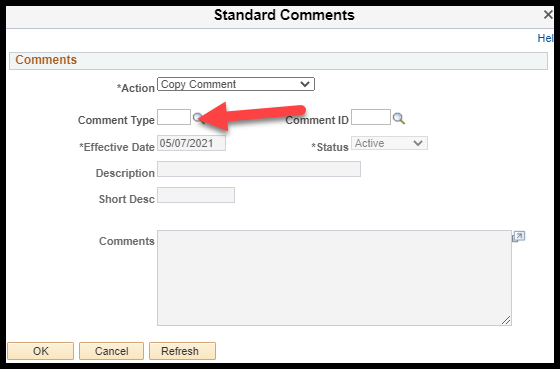 Standard Comments
Hel
Comments
*Action Copy Comment
Comment Type Comment ID
*Effective Date 05/07/2021 *Status Active
Description
Short Desc
Comments
OK Cancel Refresh